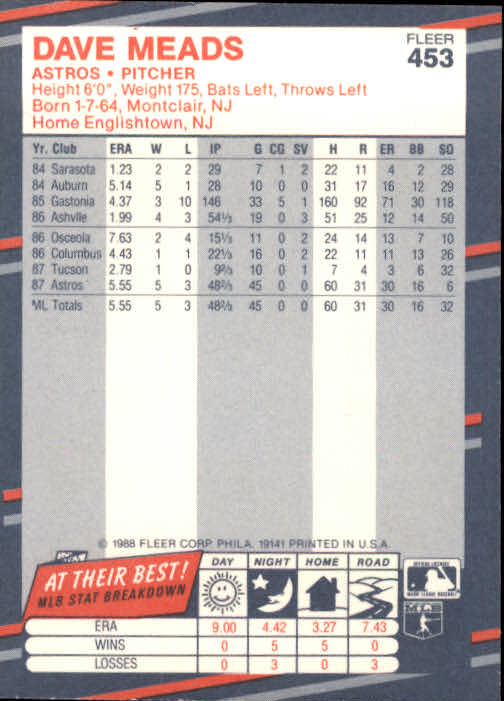 DAVE MEADS
FLEER
453
ASTROS • PITCHER
Height 6'0", Weight 175, Bats Left, Throws Left
Born 1-7-64, Montclair, NJ
Home Englishtown, NJ
Yr. Club ERA W L IP G CG SV H R ER BB SO
84 Sarasota 1.23 2 2 29 7 1 2 22 11 4 2 28
84 Auburn 5.14 5 1 28 10 0 0 31 17 16 12 29
85 Gastonia 4.37 3 10 146 33 5 1 160 92 71 30 118
86 Ashvlle 1.99 4 3 54⅓ 19 0 3 51 25 12 14 50
86 Osceola 7.63 2 4 15⅓ 11 0 2 24 14 13 7 10
86 Columbus 4.43 1 1 22⅓ 16 0 2 22 11 11 13 26
87 Tucson 2.79 1 0 9⅔ 10 0 1 7 4 3 6 32
87 Astros 5.55 5 3 48⅔ 45 0 0 60 31 30 16 6
ML Totals 5.55 5 3 48⅔ 45 0 0 60 31 30 16 32
© 1988 FLEER CORP. PHILA. 19141 PRINTED IN U.S.A.
AT THEIR BEST!
MLB STAT BREAKDOWN
DAY NIGHT HOME ROAD
ERA 9.00 4.42 3.27 7.43
WINS 0 5 5 0
LOSSES 0 3 0 3
MLB